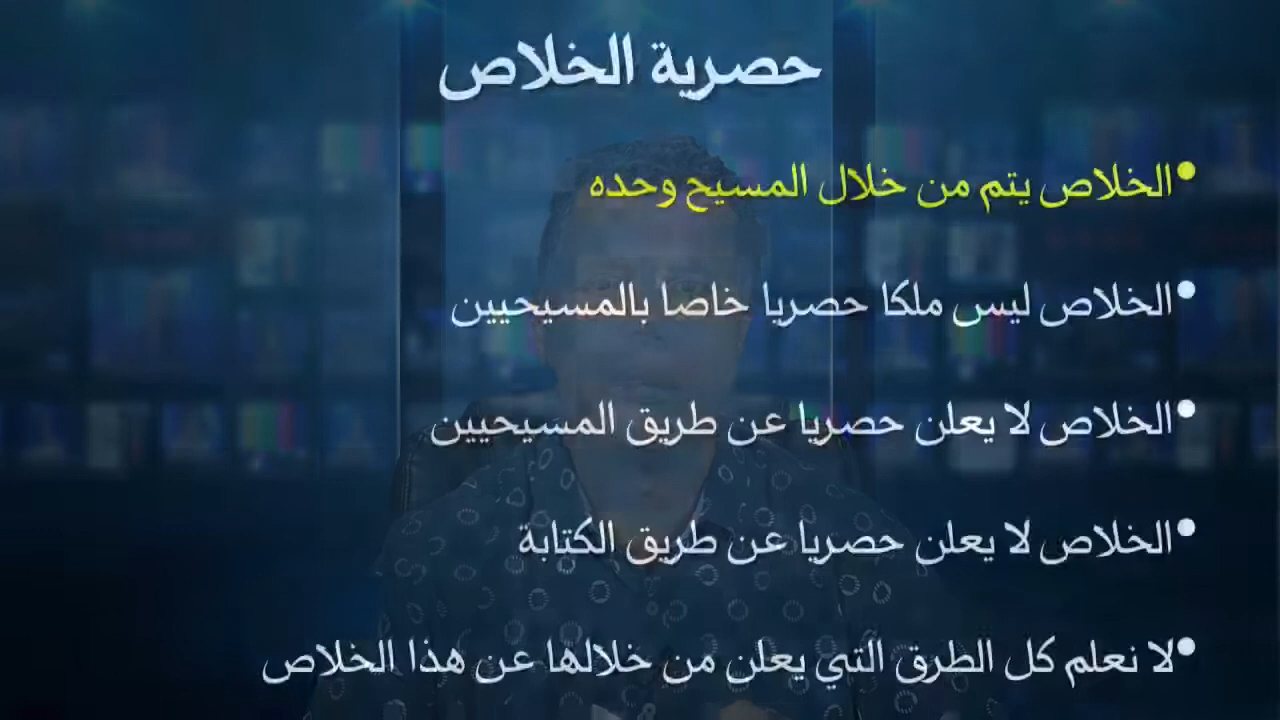 حصرية الخلاص
•الخلاص يتم من خلال المسيح وحده
•الخلاص ليس ملكا حصريا خاصا بالمسيحيين
•الخلاص لا يعلن حصريا عن طريق المسيحيين
•الخلاص لا يعلن حصريا عن طريق الكتابة
•لا نعلم كل الطرق التي يعلن من خلالها عن هذا الخلاص